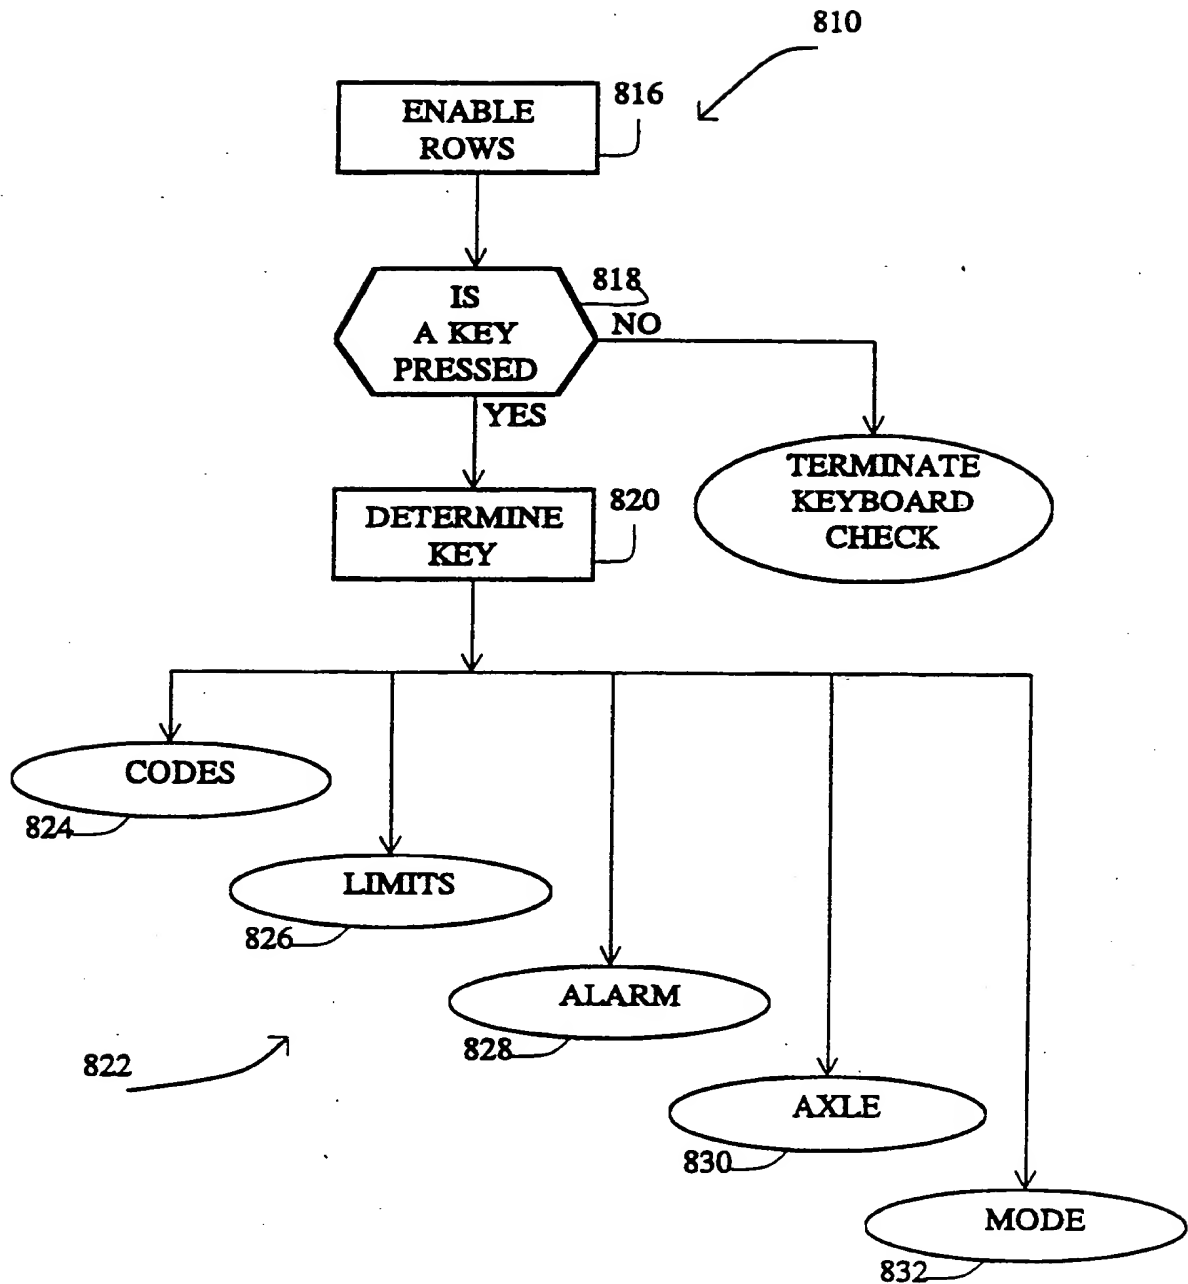 810
816
ENABLE
ROWS
818
IS
A KEY
PRESSED
NO
YES
TERMINATE
KEYBOARD
CHECK
820
DETERMINE
KEY
CODES
824
LIMITS
826
ALARM
828
822
AXLE
830
MODE
832